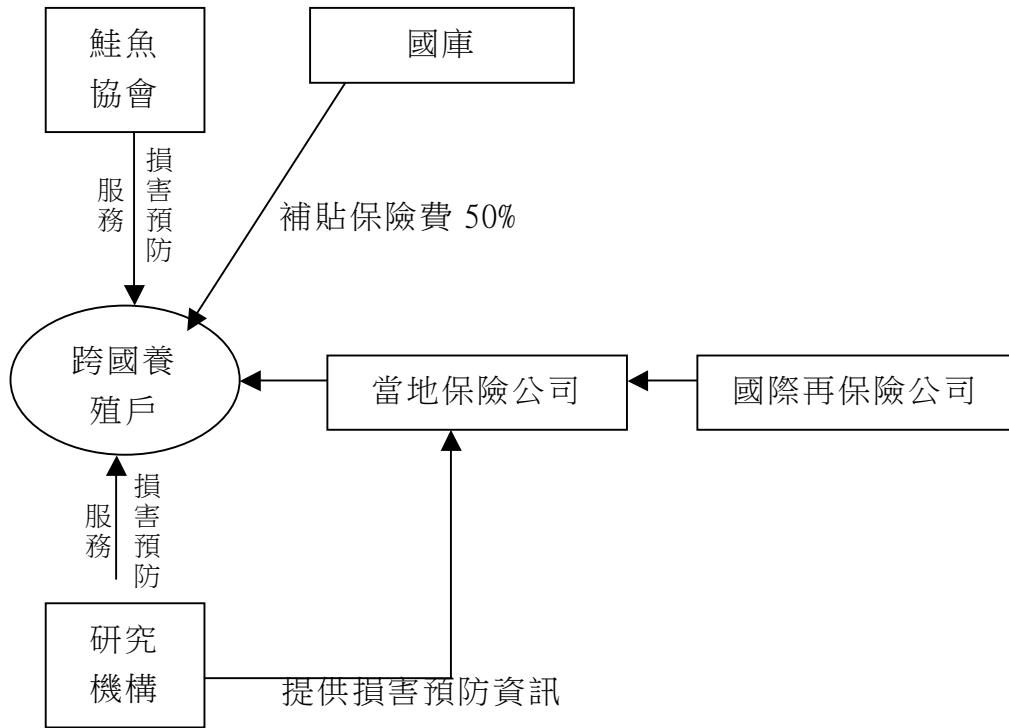 鮭魚
協會
國庫
損害預防
服務
補貼保險費 50%
跨國養
殖戶
當地保險公司
國際再保險公司
損害預防
服務
研究
機構
提供損害預防資訊